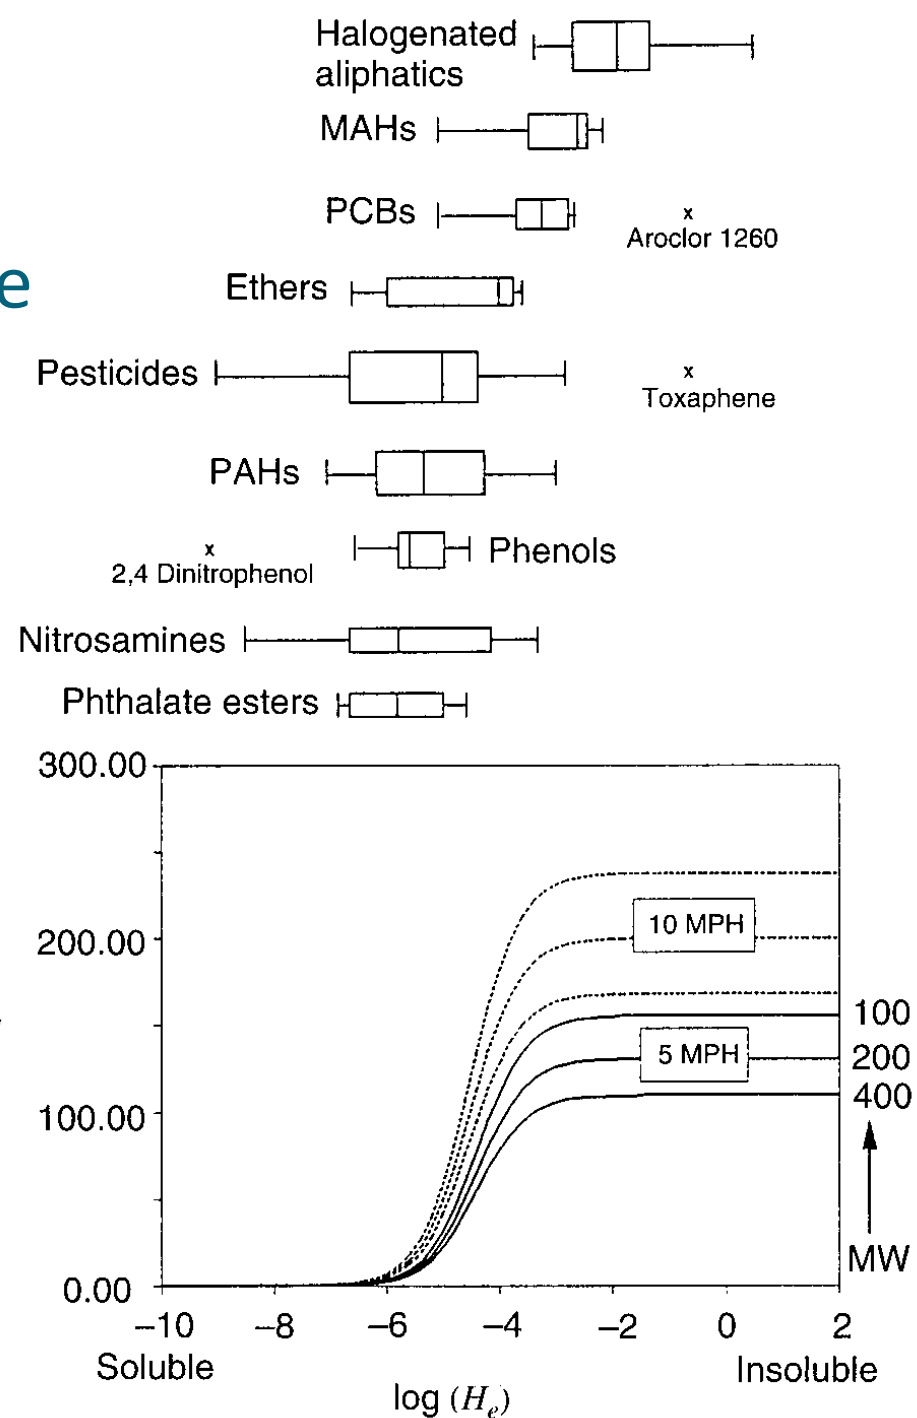 Halogenated
aliphatics
MAHs
PCBs
x
Aroclor 1260
e
Ethers
Pesticides
x
Toxaphene
PAHs
x
2,4 Dinitrophenol
Phenols
Nitrosamines
Phthalate esters
300.00
200.00
100.00
0.00
10 MPH
5 MPH
100
200
400
MW
–10 –8 –6 –4 –2 0 2
Soluble Insoluble
log (Hₑ)